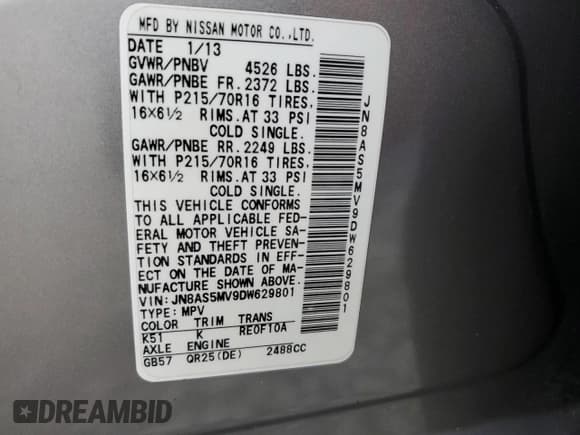 MFD BY NISSAN MOTOR CO.,LTD.
DATE 1/13
GVWR/PNBV 4526 LBS.
GAWR/PNBE FR. 2372 LBS.
WITH P215/70R16 TIRES,
16X6½ RIMS. AT 33 PSI
COLD SINGLE.
GAWR/PNBE RR. 2249 LBS.
WITH P215/70R16 TIRES,
16X6½ RIMS. AT 33 PSI
COLD SINGLE.
THIS VEHICLE CONFORMS
TO ALL APPLICABLE FED-
ERAL MOTOR VEHICLE SA-
FETY AND THEFT PREVEN-
TION STANDARDS IN EFF-
ECT ON THE DATE OF MA-
NUFACTURE SHOWN ABOVE.
VIN: JN8AS5MV9DW629801
TYPE: MPV
COLOR TRIM TRANS
K51 K RE0F10A
AXLE ENGINE
GB57 QR25(DE) 2488CC
JN8AS5MV9DW629801
DREAMBID